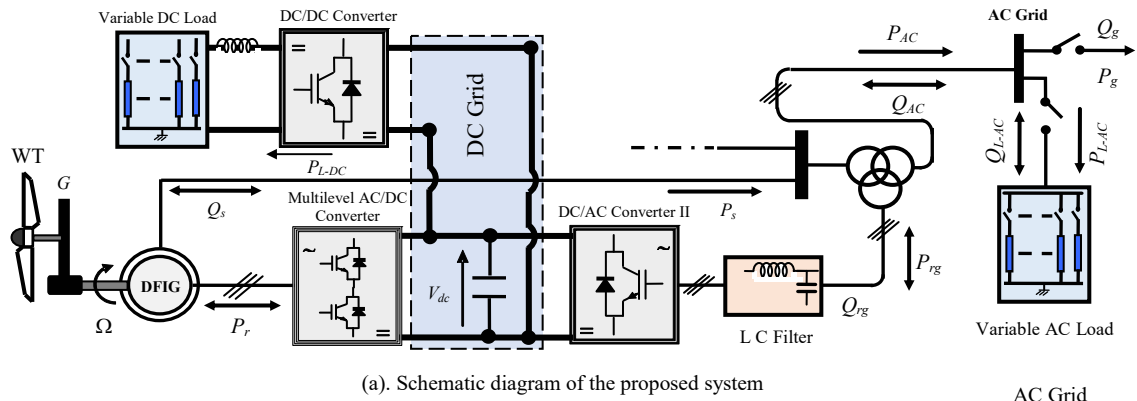 Variable DC Load
DC/DC Converter
AC Grid
P_AC
Q_g
P_g
Q_AC
DC Grid
Q_L-AC
P_L-AC
P_L-DC
WT
G
Q_s
P_s
Multilevel AC/DC
Converter
DC/AC Converter II
~
~
DFIG
V_dc
P_rg
Ω
P_r
=
=
=
=
L C Filter
Q_rg
Variable AC Load
(a). Schematic diagram of the proposed system
AC Grid